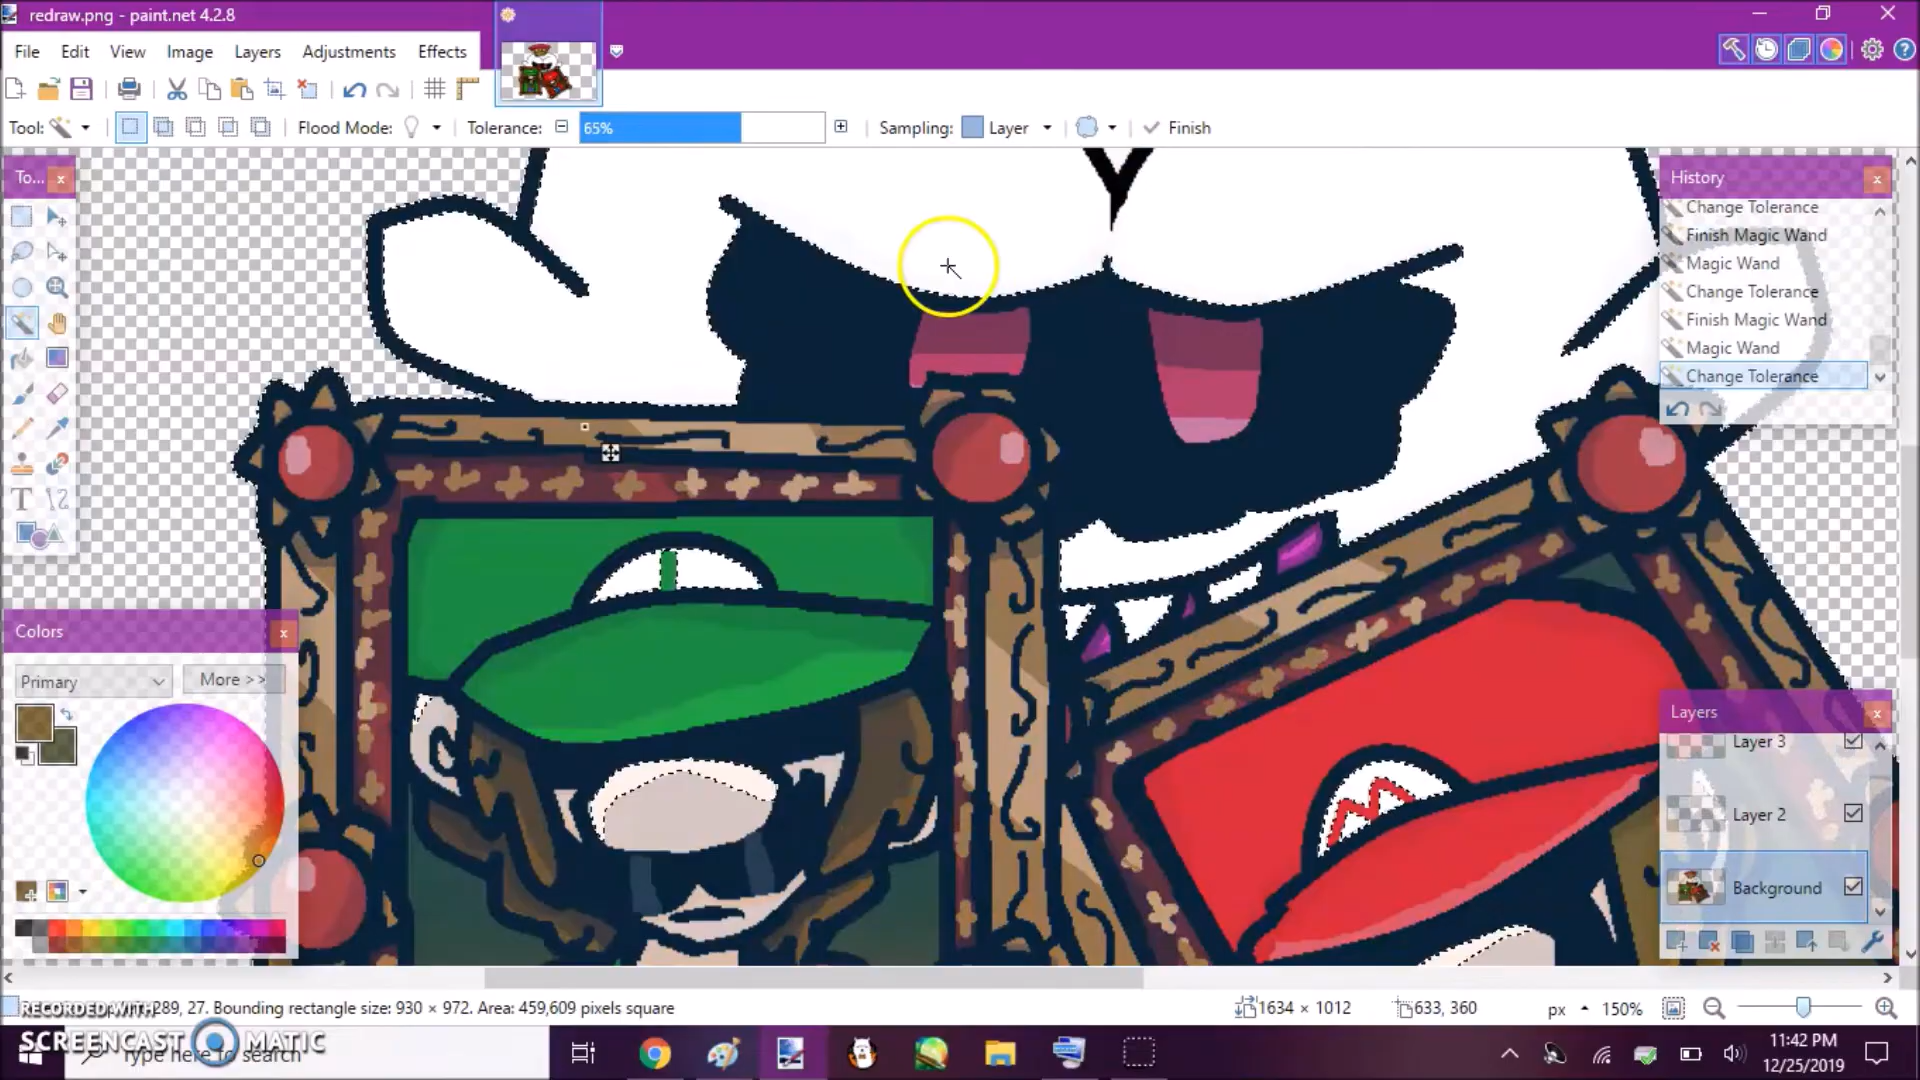 redraw.png - paint.net 4.2.8
File Edit View Image Layers Adjustments Effects
Tool: Flood Mode: Tolerance: 65% Sampling: Layer Finish
To... x
History x
Change Tolerance
Finish Magic Wand
Magic Wand
Change Tolerance
Finish Magic Wand
Magic Wand
Change Tolerance
Colors x
Primary More >>
Layers x
Layer 3
Layer 2
Background
RECORDED WITH
289, 27. Bounding rectangle size: 930 × 972. Area: 459,609 pixels square 1634 × 1012 633, 360 px 150%
SCREENCAST MATIC
Type here to search
11:42 PM
12/25/2019